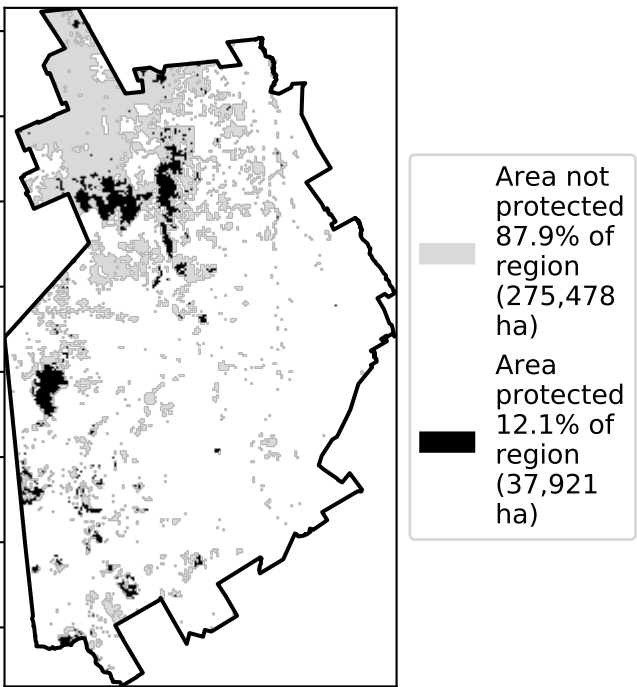 Area not
protected
87.9% of
region
(275,478
ha)
Area
protected
12.1% of
region
(37,921
ha)